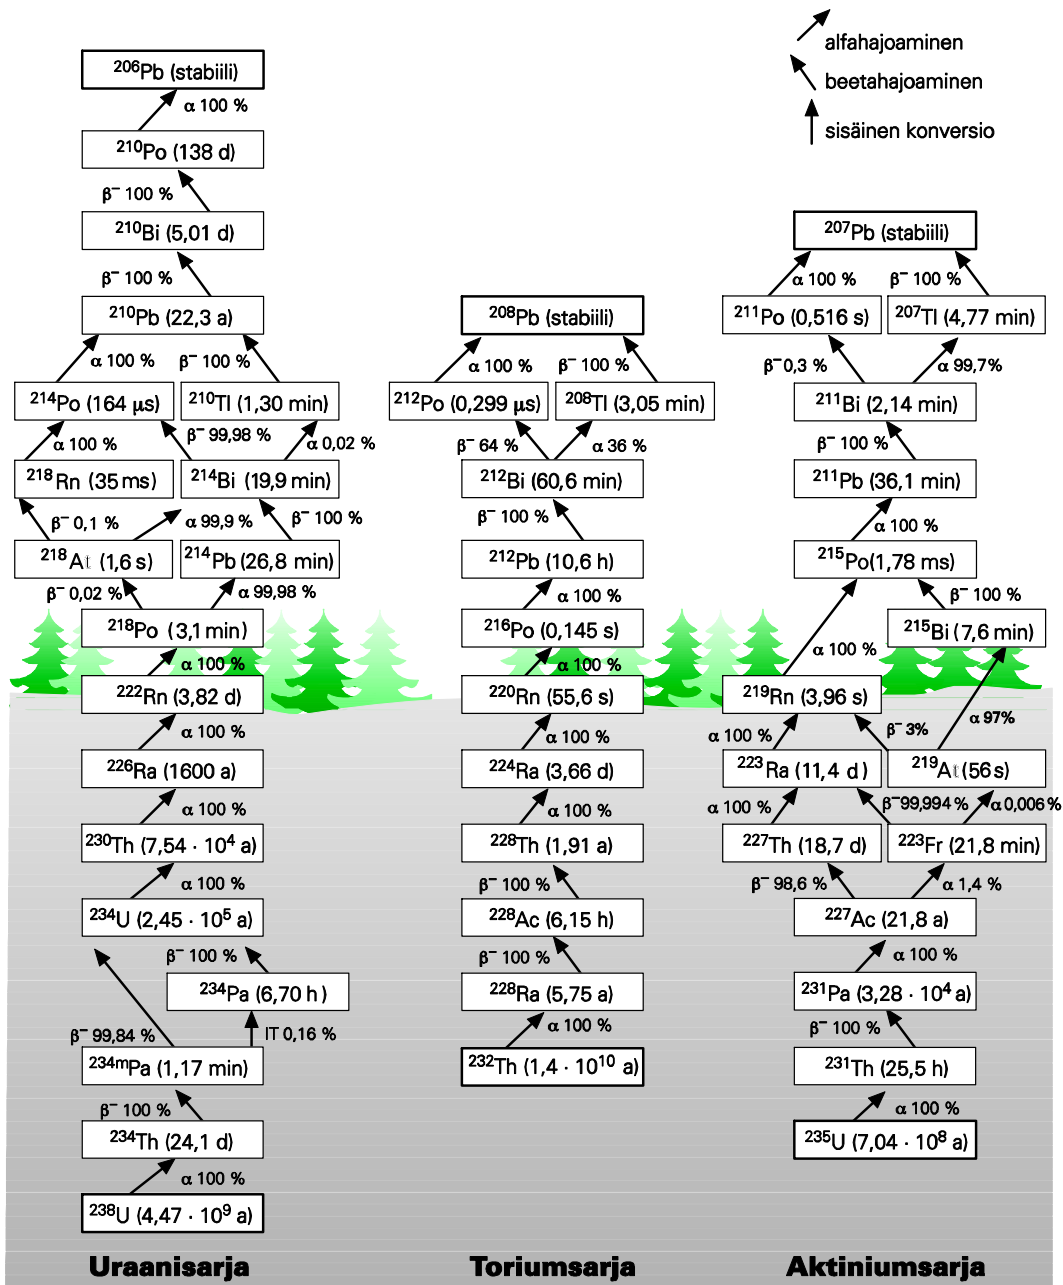 alfahajoaminen
beetahajoaminen
sisäinen konversio
²⁰⁶Pb (stabiili)
α 100 %
²¹⁰Po (138 d)
β⁻ 100 %
²¹⁰Bi (5,01 d)
β⁻ 100 %
²¹⁰Pb (22,3 a)
α 100 %
β⁻ 100 %
²¹⁴Po (164 µs)
²¹⁰Tl (1,30 min)
α 100 %
β⁻ 99,98 %
α 0,02 %
²¹⁸Rn (35 ms)
²¹⁴Bi (19,9 min)
β⁻ 0,1 %
α 99,9 %
β⁻ 100 %
²¹⁸At (1,6 s)
²¹⁴Pb (26,8 min)
β⁻ 0,02 %
α 99,98 %
²¹⁸Po (3,1 min)
α 100 %
²²²Rn (3,82 d)
α 100 %
²²⁶Ra (1600 a)
α 100 %
²³⁰Th (7,54 · 10⁴ a)
α 100 %
²³⁴U (2,45 · 10⁵ a)
β⁻ 100 %
²³⁴Pa (6,70 h)
β⁻ 99,84 %
IT 0,16 %
²³⁴ᵐPa (1,17 min)
β⁻ 100 %
²³⁴Th (24,1 d)
α 100 %
²³⁸U (4,47 · 10⁹ a)
Uraanisarja
²⁰⁸Pb (stabiili)
α 100 %
β⁻ 100 %
²¹²Po (0,299 µs)
²⁰⁸Tl (3,05 min)
β⁻ 64 %
α 36 %
²¹²Bi (60,6 min)
β⁻ 100 %
²¹²Pb (10,6 h)
α 100 %
²¹⁶Po (0,145 s)
α 100 %
²²⁰Rn (55,6 s)
α 100 %
²²⁴Ra (3,66 d)
α 100 %
²²⁸Th (1,91 a)
β⁻ 100 %
²²⁸Ac (6,15 h)
β⁻ 100 %
²²⁸Ra (5,75 a)
α 100 %
²³²Th (1,4 · 10¹⁰ a)
Toriumsarja
²⁰⁷Pb (stabiili)
α 100 %
β⁻ 100 %
²¹¹Po (0,516 s)
²⁰⁷Tl (4,77 min)
β⁻ 0,3 %
α 99,7%
²¹¹Bi (2,14 min)
β⁻ 100 %
²¹¹Pb (36,1 min)
α 100 %
²¹⁵Po(1,78 ms)
β⁻ 100 %
²¹⁵Bi (7,6 min)
α 100 %
²¹⁹Rn (3,96 s)
α 97%
α 100 %
β⁻ 3%
²²³Ra (11,4 d)
²¹⁹At (56 s)
α 100 %
β⁻99,994 %
α 0,006 %
²²⁷Th (18,7 d)
²²³Fr (21,8 min)
β⁻ 98,6 %
α 1,4 %
²²⁷Ac (21,8 a)
α 100 %
²³¹Pa (3,28 · 10⁴ a)
β⁻ 100 %
²³¹Th (25,5 h)
α 100 %
²³⁵U (7,04 · 10⁸ a)
Aktiniumsarja